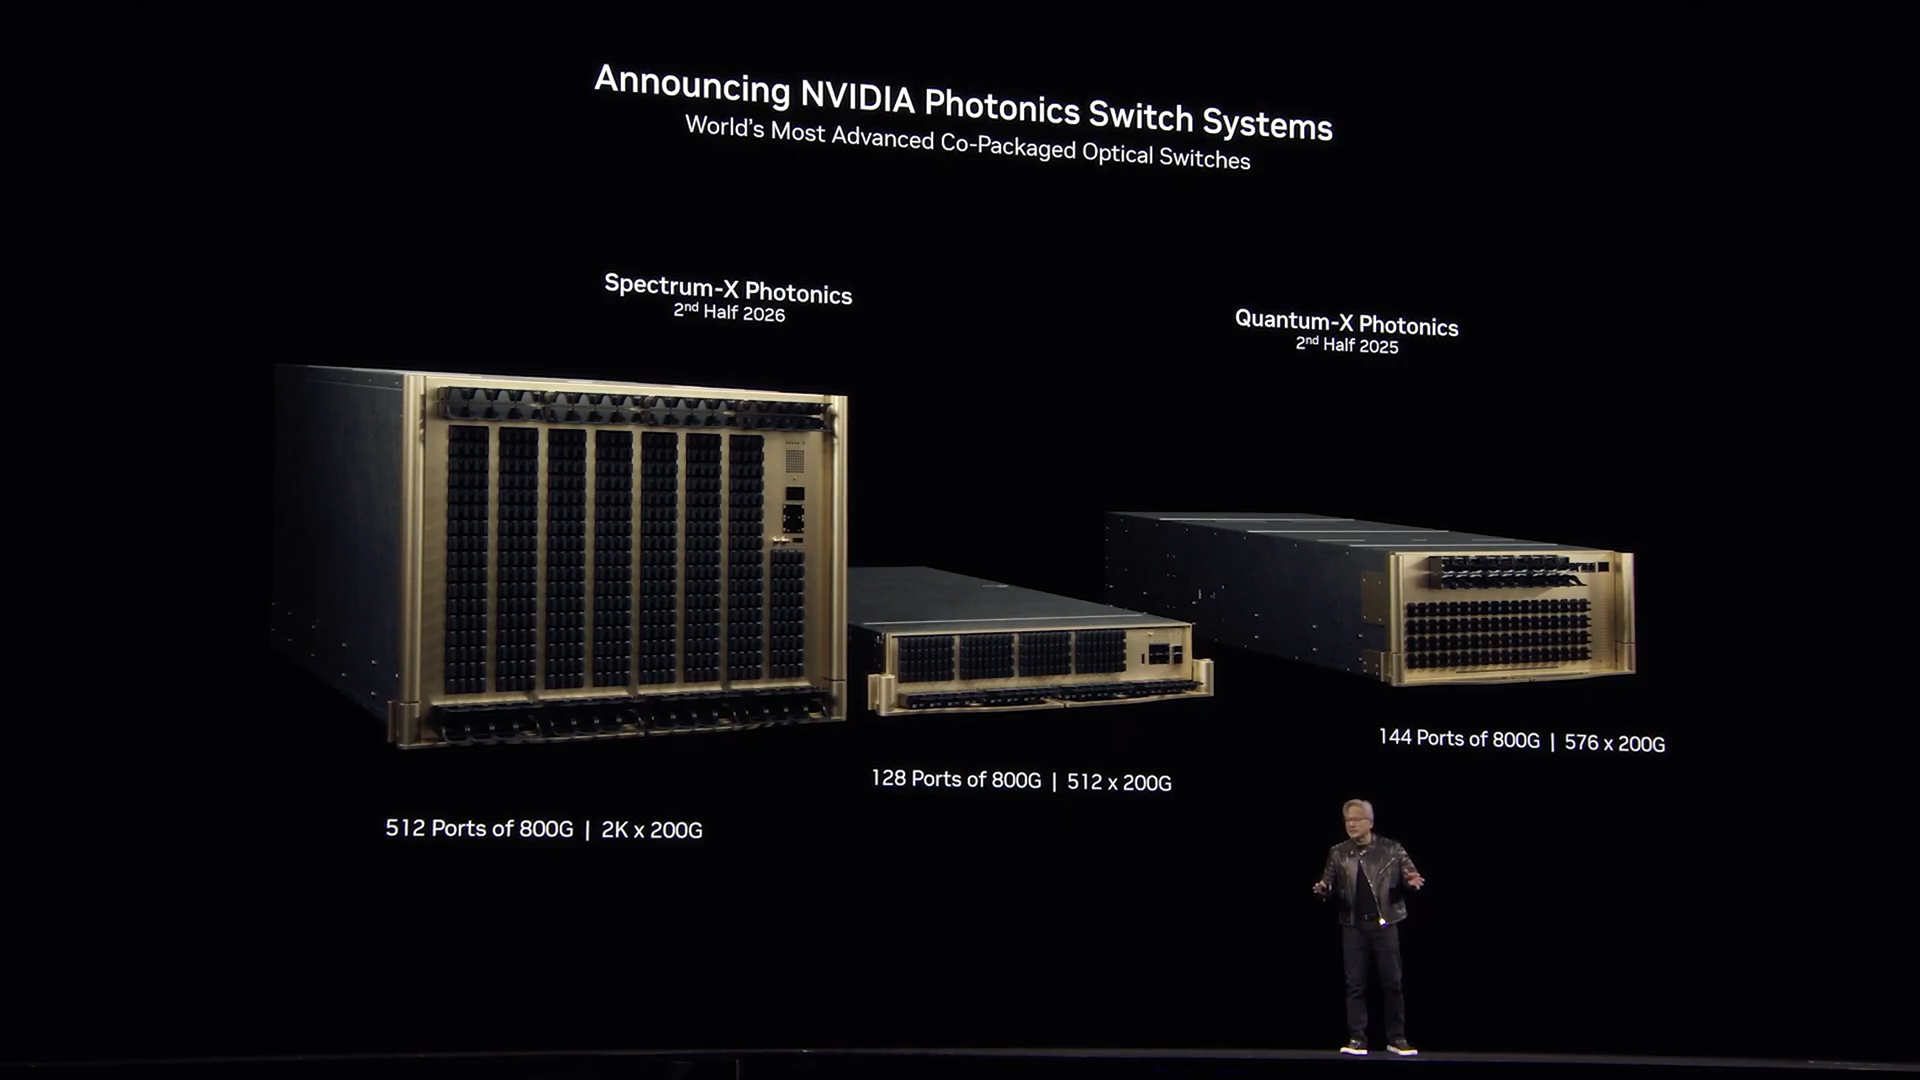 Announcing NVIDIA Photonics Switch Systems
World's Most Advanced Co-Packaged Optical Switches
Spectrum-X Photonics
2nd Half 2026
Quantum-X Photonics
2nd Half 2025
144 Ports of 800G | 576 x 200G
128 Ports of 800G | 512 x 200G
512 Ports of 800G | 2K x 200G